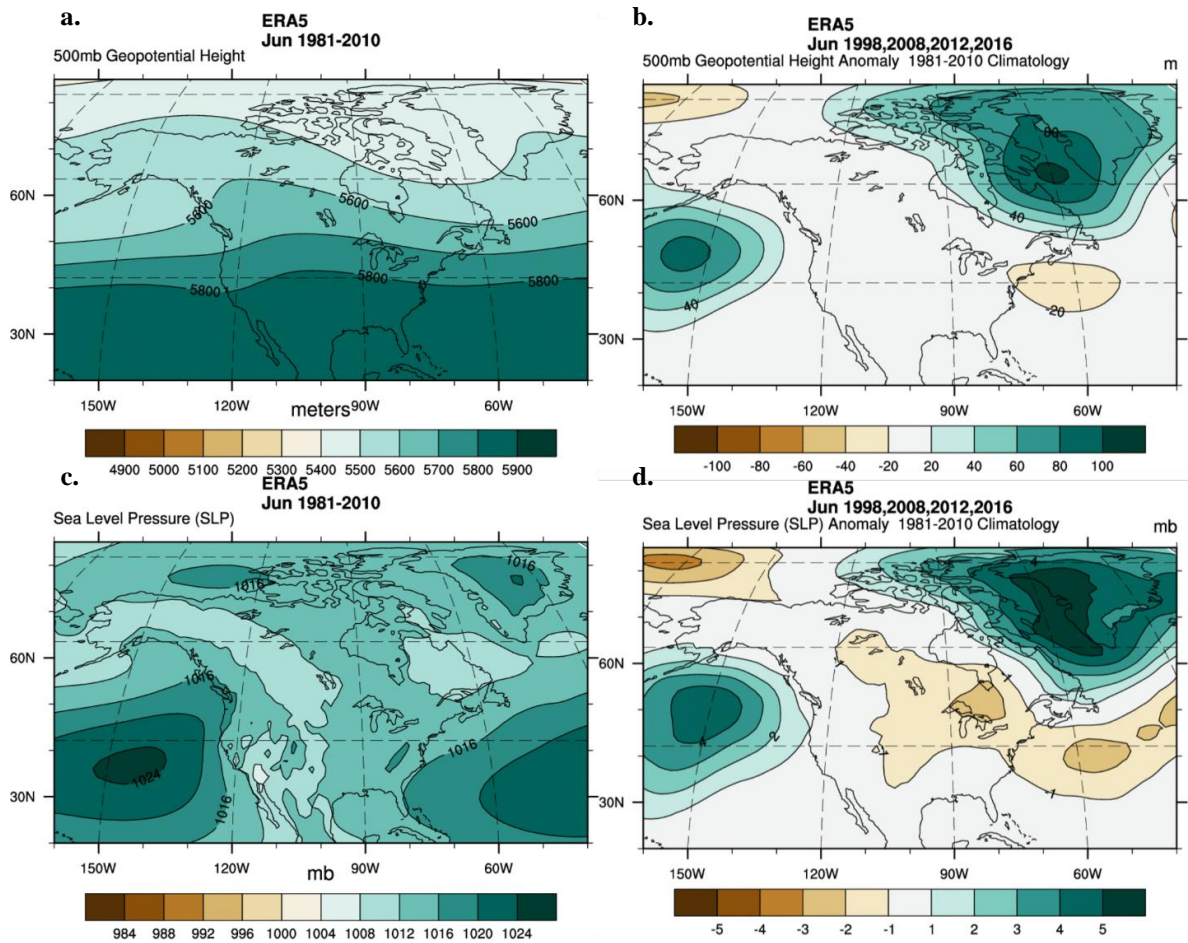 a.
ERA5
Jun 1981-2010
500mb Geopotential Height
5600
5600
5600
5800
5800
5800
60N
30N
150W
120W
meters
90W
60W
4900 5000 5100 5200 5300 5400 5500 5600 5700 5800 5900
b.
ERA5
Jun 1998,2008,2012,2016
500mb Geopotential Height Anomaly 1981-2010 Climatology
m
80
40
40
-20
60N
30N
150W
120W
90W
60W
-100 -80 -60 -40 -20 20 40 60 80 100
c.
ERA5
Jun 1981-2010
Sea Level Pressure (SLP)
1016
1016
1016
1024
1016
60N
30N
150W
120W
mb
90W
60W
984 988 992 996 1000 1004 1008 1012 1016 1020 1024
d.
ERA5
Jun 1998,2008,2012,2016
Sea Level Pressure (SLP) Anomaly 1981-2010 Climatology
mb
4
4
2
-1
60N
30N
150W
120W
90W
60W
-5 -4 -3 -2 -1 1 2 3 4 5